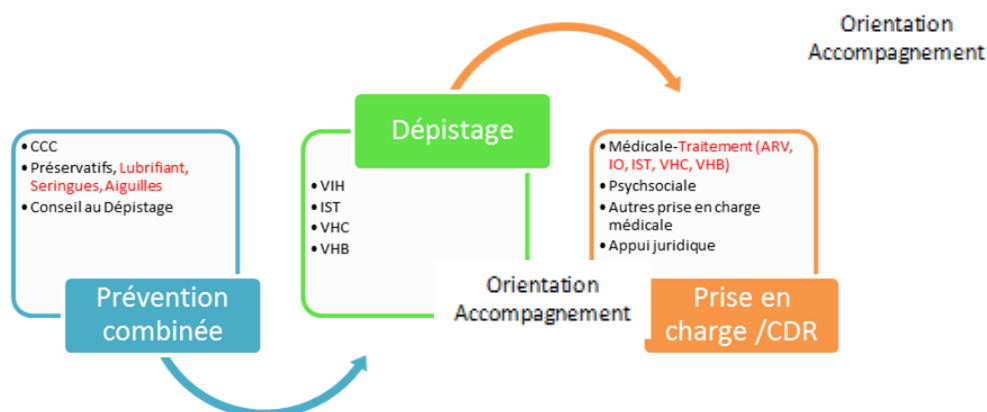 Orientation
Accompagnement
Dépistage
• CCC
• Préservatifs, Lubrifiant,
Seringues, Aiguilles
• Conseil au Dépistage
Prévention
combinée
• VIH
• IST
• VHC
• VHB
Orientation
Accompagnement
• Médicale-Traitement (ARV,
IO, IST, VHC, VHB)
• Psychsociale
• Autres prise en charge
médicale
• Appui juridique
Prise en
charge /CDR